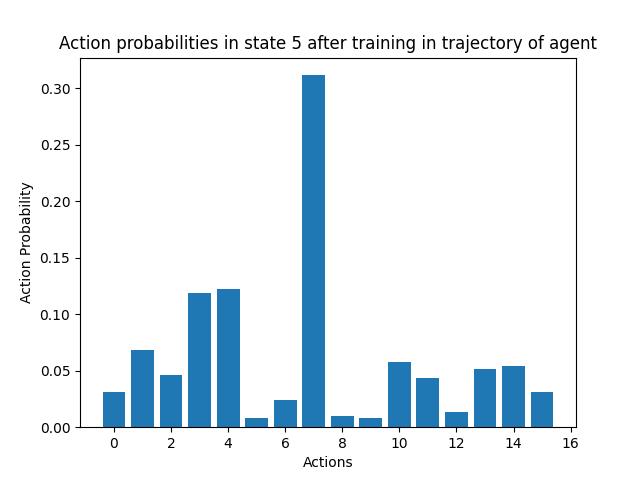 Action probabilities in state 5 after training in trajectory of agent
0.30
0.25
0.20
0.15
0.10
0.05
0.00
Action Probability
0 2 4 6 8 10 12 14 16
Actions